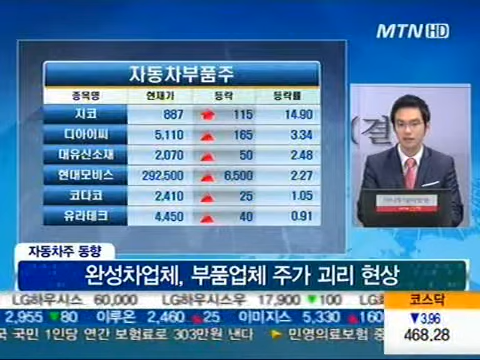 MTN HD
자동차부품주
종목명 현재가 등락 등락률
지코 887 ▲ 115 14.90
디아이씨 5,110 ▲ 165 3.34
대유신소재 2,070 ▲ 50 2.48
현대모비스 292,500 ▲ 6,500 2.27
코다코 2,410 ▲ 25 1.05
유라테크 4,450 ▲ 40 0.91
(결
자동차주 동향
완성차업체, 부품업체 주가 괴리 현상
LG하우시스 60,000 LG하우시스우 17,900 ▼100 LG
2,955 ▼80 이루온 2,460 ▲25 이미지스 5,330 ▲160
국 국민 1인당 연간 보험료로 303만원 낸다 ▶ 민영의료보험 중
코스닥
▼3.96
468.28